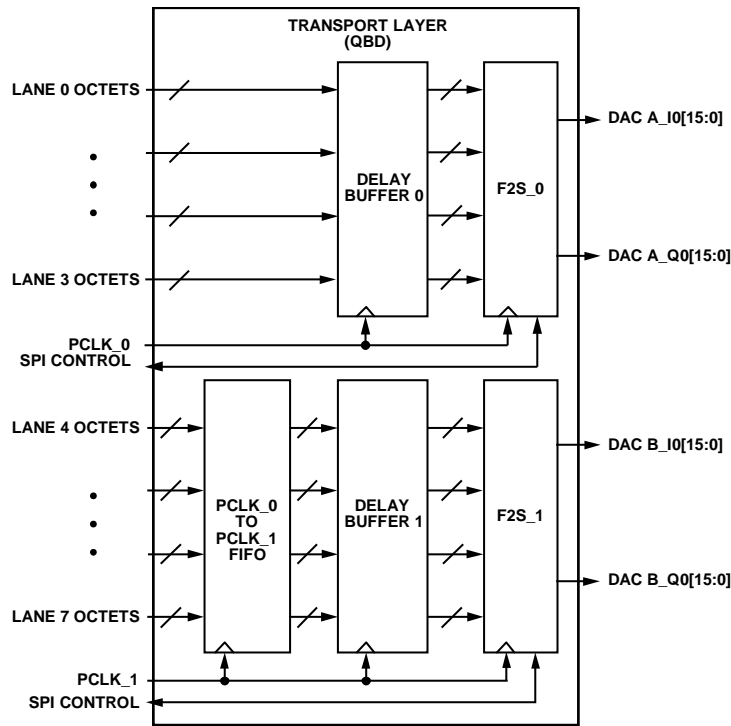 TRANSPORT LAYER
(QBD)
LANE 0 OCTETS
LANE 3 OCTETS
DELAY
BUFFER 0
F2S_0
DAC A_I0[15:0]
DAC A_Q0[15:0]
PCLK_0
SPI CONTROL
LANE 4 OCTETS
LANE 7 OCTETS
PCLK_0
TO
PCLK_1
FIFO
DELAY
BUFFER 1
F2S_1
DAC B_I0[15:0]
DAC B_Q0[15:0]
PCLK_1
SPI CONTROL